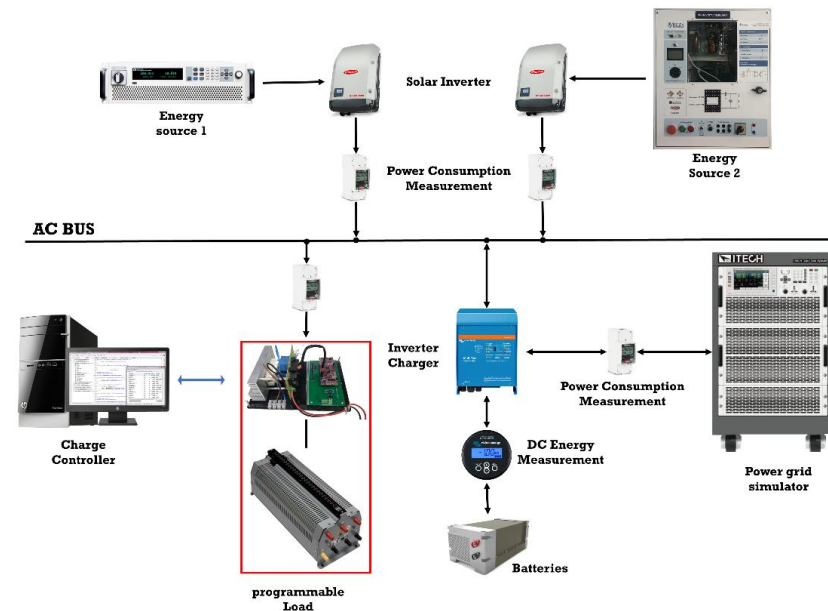 Energy
source 1
Solar Inverter
Energy
Source 2
Power Consumption
Measurement
AC BUS
ITECH
Inverter
Charger
Power Consumption
Measurement
Charge
Controller
DC Energy
Measurement
Power grid
simulator
Batteries
programmable
Load